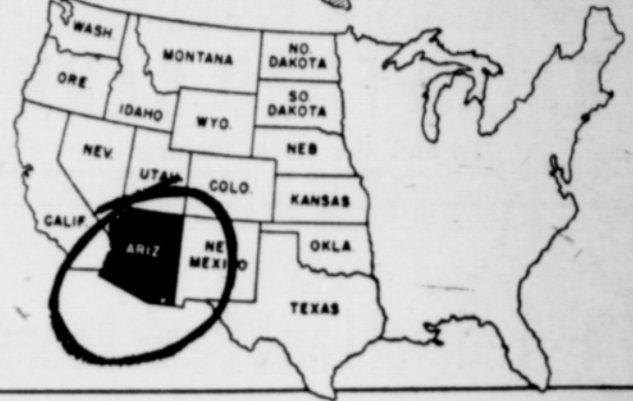 WASH
MONTANA
NO.
DAKOTA
ORE.
IDAHO
SO.
DAKOTA
WYO.
NEB
NEV.
UTAH
COLO.
KANSAS
CALIF.
ARIZ
NEW
MEXICO
OKLA.
TEXAS